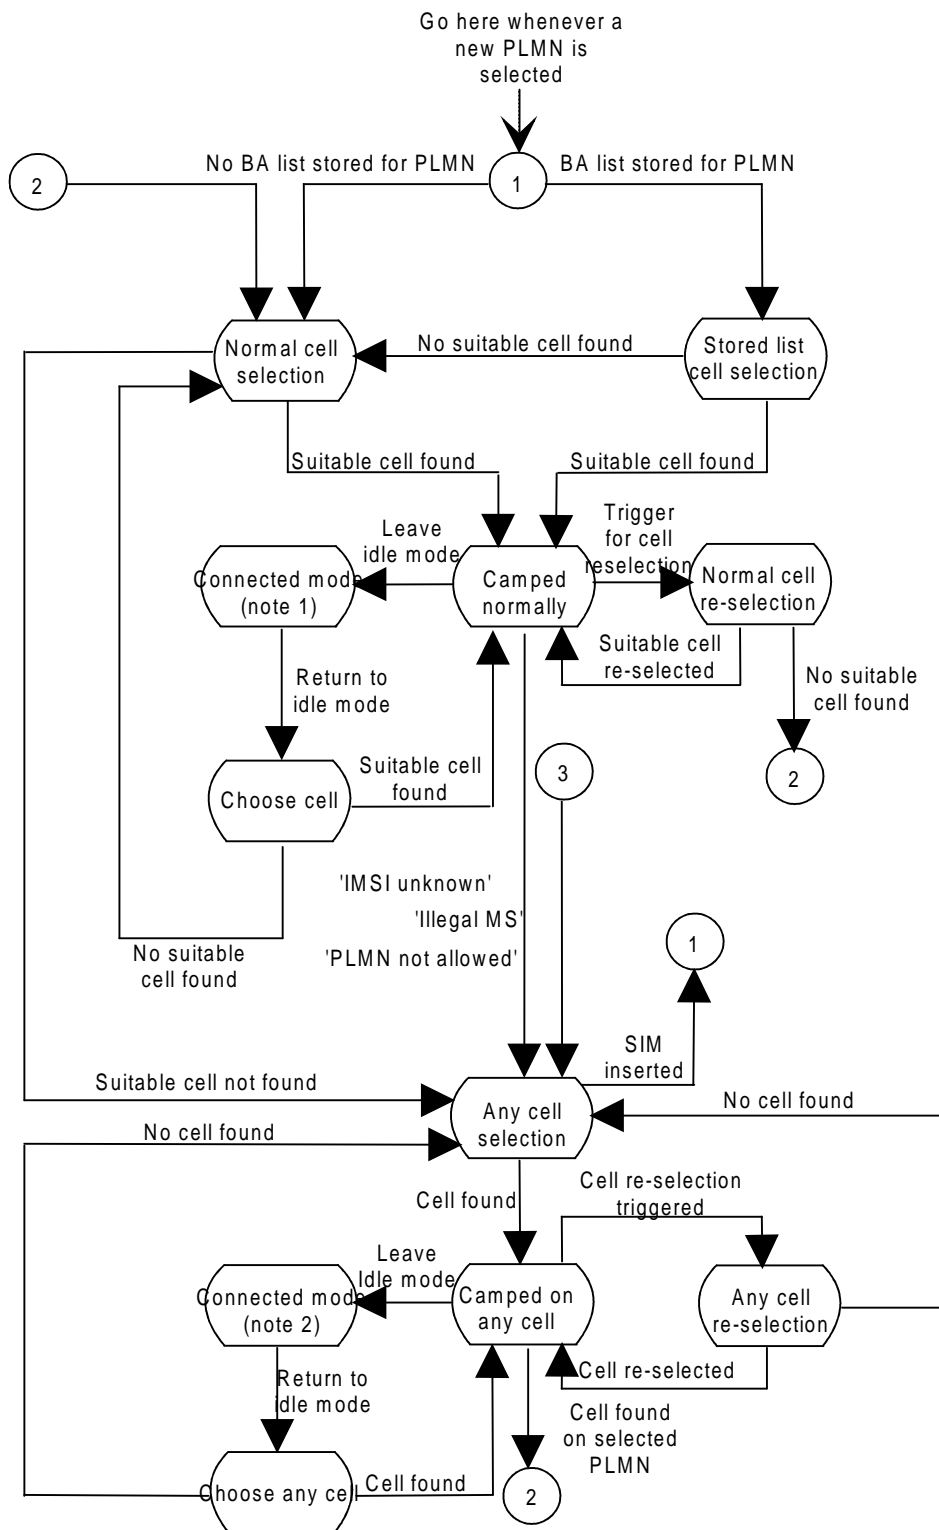 Go here whenever a
new PLMN is
selected
No BA list stored for PLMN
BA list stored for PLMN
2
1
Normal cell
selection
No suitable cell found
Stored list
cell selection
Suitable cell found
Suitable cell found
Leave
idle mode
Trigger
for cell
reselection
Connected mode
(note 1)
Camped
normally
Normal cell
re-selection
Suitable cell
re-selected
Return to
idle mode
No suitable
cell found
Suitable cell
found
3
2
Choose cell
'IMSI unknown'
'Illegal MS'
'PLMN not allowed'
No suitable
cell found
1
SIM
inserted
Suitable cell not found
No cell found
Any cell
selection
No cell found
Cell found
Cell re-selection
triggered
Leave
Idle mode
Connected mode
(note 2)
Camped on
any cell
Any cell
re-selection
Return to
idle mode
Cell re-selected
Cell found
on selected
PLMN
Choose any cell
Cell found
2